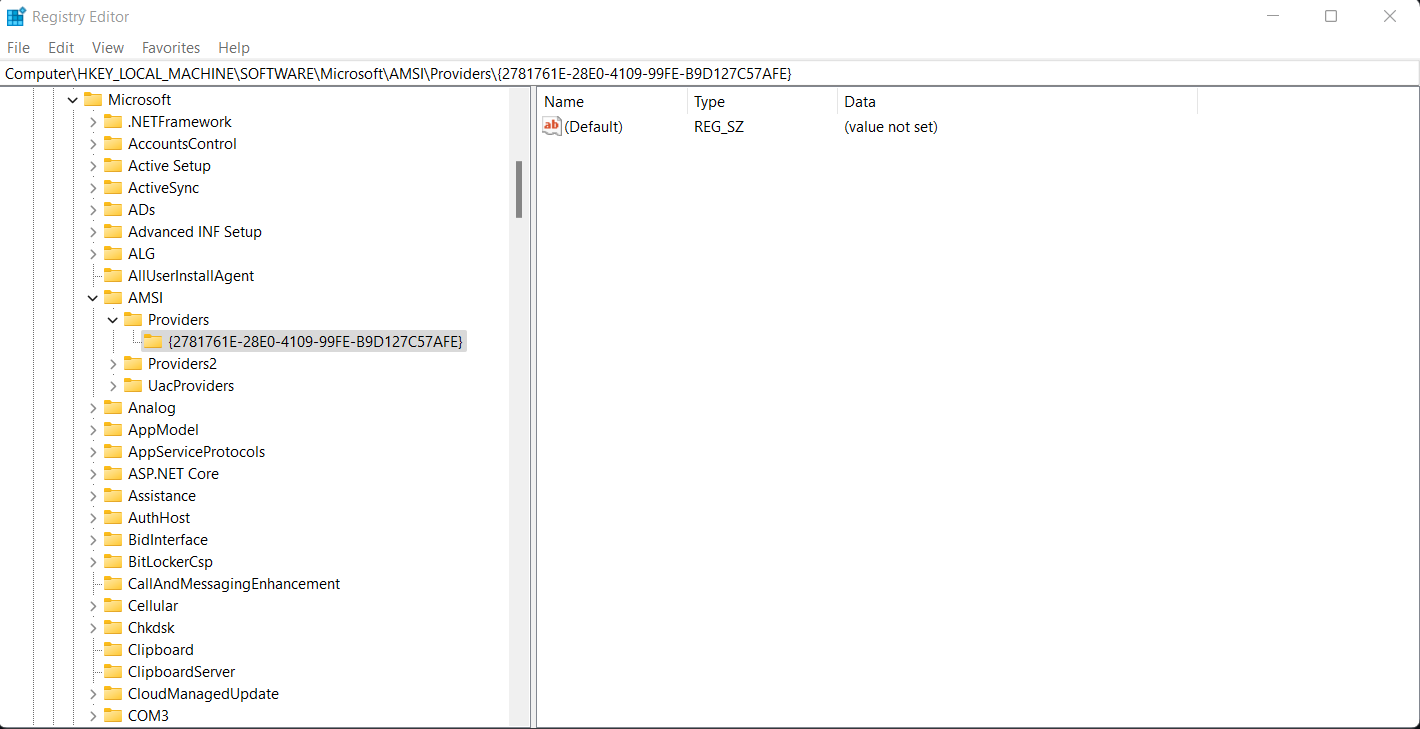 Registry Editor
File Edit View Favorites Help
Computer\HKEY_LOCAL_MACHINE\SOFTWARE\Microsoft\AMSI\Providers\{2781761E-28E0-4109-99FE-B9D127C57AFE}
Microsoft
.NETFramework
AccountsControl
Active Setup
ActiveSync
ADs
Advanced INF Setup
ALG
AllUserInstallAgent
AMSI
Providers
{2781761E-28E0-4109-99FE-B9D127C57AFE}
Providers2
UacProviders
Analog
AppModel
AppServiceProtocols
ASP.NET Core
Assistance
AuthHost
BidInterface
BitLockerCsp
CallAndMessagingEnhancement
Cellular
Chkdsk
Clipboard
ClipboardServer
CloudManagedUpdate
COM3
Name Type Data
ab (Default) REG_SZ (value not set)